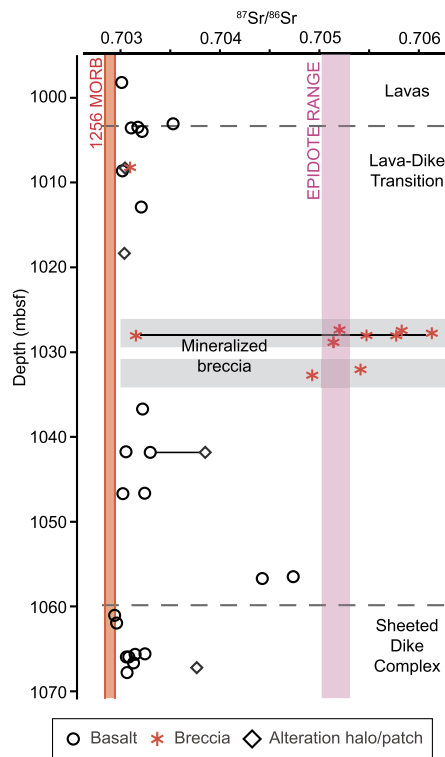 ⁸⁷Sr/⁸⁶Sr
0.703 0.704 0.705 0.706
1256 MORB
EPIDOTE RANGE
Lavas
Lava-Dike
Transition
Mineralized
breccia
Sheeted
Dike
Complex
Depth (mbsf)
1000
1010
1020
1030
1040
1050
1060
1070
Basalt Breccia Alteration halo/patch